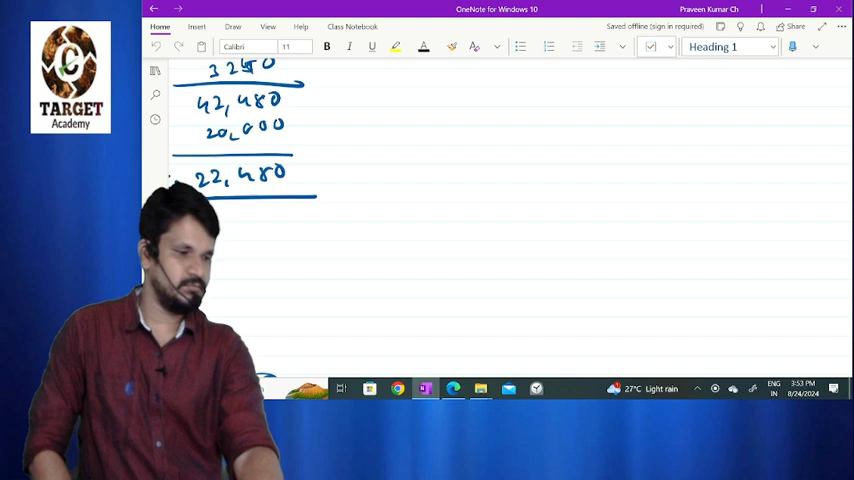 OneNote for Windows 10
Praveen Kumar Ch
Home Insert Draw View Help Class Notebook
Saved offline (sign in required)
Share
Calibri 11 B I U A Heading 1
42,480
20,000
22,480
TARGET
Academy
27°C Light rain
ENG
IN
3:53 PM
8/24/2024